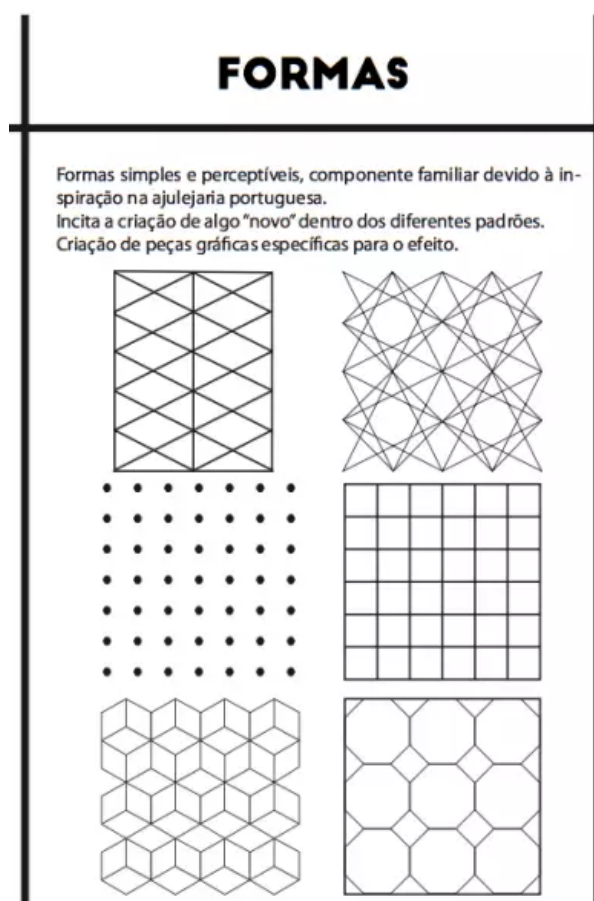 FORMAS
Formas simples e perceptíveis, componente familiar devido à in-
spiração na ajulejaria portuguesa.
Incita a criação de algo “novo” dentro dos diferentes padrões.
Criação de peças gráficas específicas para o efeito.